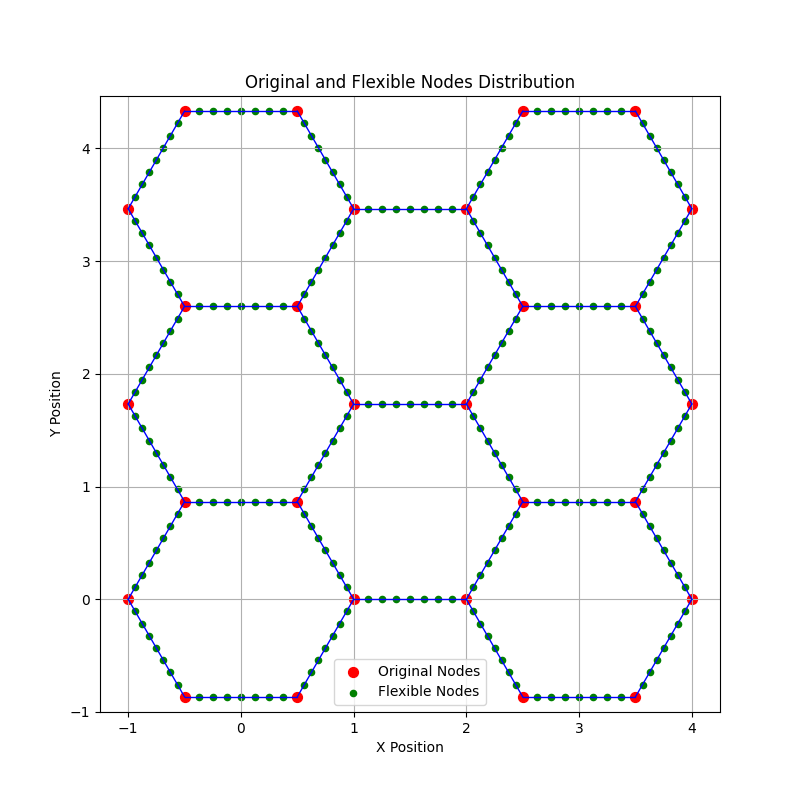 Original and Flexible Nodes Distribution
Y Position
4
3
2
1
0
−1
Original Nodes
Flexible Nodes
−1 0 1 2 3 4
X Position